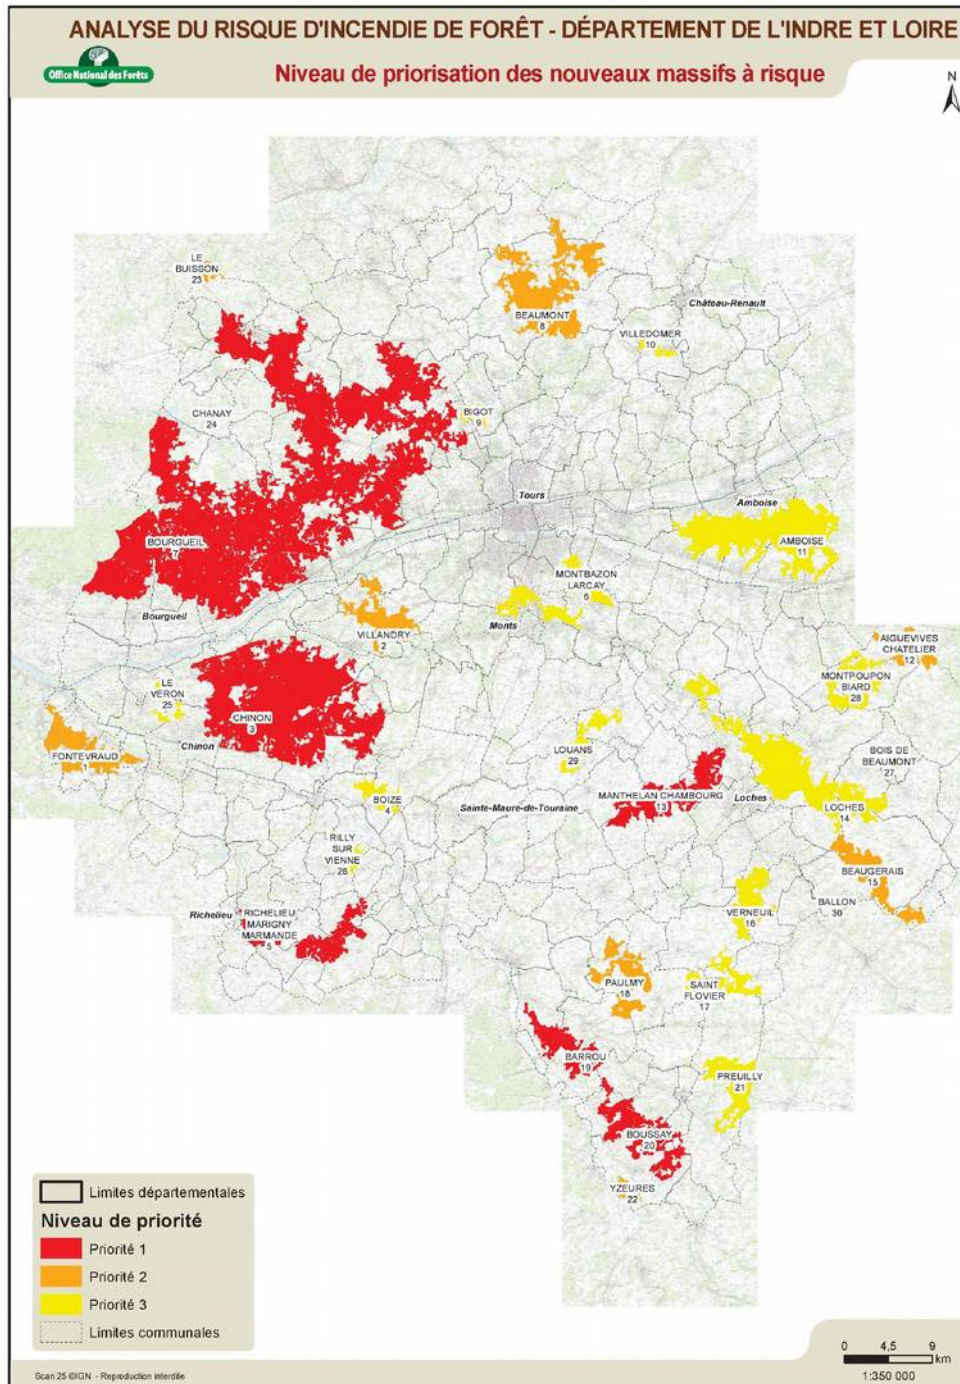 ANALYSE DU RISQUE D'INCENDIE DE FORÊT - DÉPARTEMENT DE L'INDRE ET LOIRE
Office National des Forêts
Niveau de priorisation des nouveaux massifs à risque
N
LE
BUISSON
23
BEAUMONT
8
Château-Renault
VILLEDOMER
10
CHANAY
24
BIGOT
9
Tours
Amboise
AMBOISE
11
BOURGUEIL
7
Bourgueil
MONTBAZON
LARCAY
6
Monts
VILLANDRY
2
AIGUEVIVES
CHATELIER
12
MONTPOUPON
BIARD
28
LE
VERON
25
CHINON
3
Chinon
FONTEVRAUD
1
LOUANS
29
BOIS DE
BEAUMONT
27
BOIZE
4
Sainte-Maure-de-Touraine
MANTHELAN CHAMBOURG
13
Loches
LOCHES
14
RILLY
SUR
VIENNE
26
BEAUGERAIS
15
BALLON
30
Richelieu
RICHELIEU
MARIGNY
MARMANDE
5
VERNEUIL
16
PAULMY
18
SAINT
FLOVIER
17
BARROU
19
PREUILLY
21
BOUSSAY
20
YZEURES
22
Limites départementales
Niveau de priorité
Priorité 1
Priorité 2
Priorité 3
Limites communales
0 4,5 9
km
1:350 000
Scan 25 ©IGN - Reproduction interdite